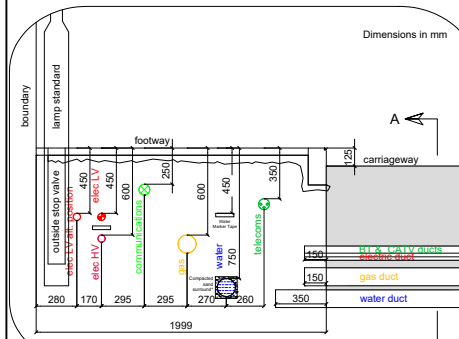 Dimensions in mm
boundary
lamp standard
outside stop valve
footway
A
carriageway
125
450
450
600
250
600
450
350
750
elec LV alt. position
elec LV
elec HV
communications
gas
water
telecoms
Water
Marker Tape
Compacted
sand
surround
BT & CATV ducts
electric duct
150
gas duct
150
water duct
350
280
170
295
295
270
260
1999